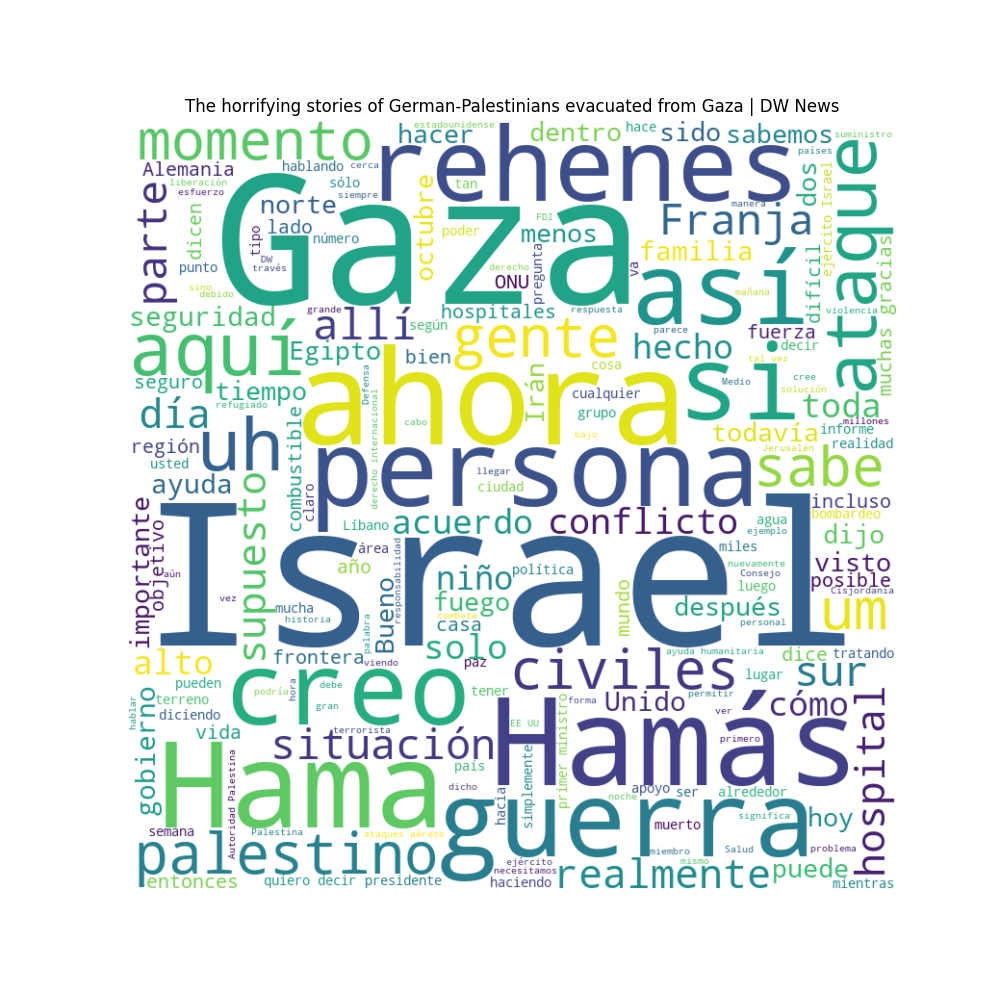 The horrifying stories of German-Palestinians evacuated from Gaza | DW News
estadounidense
momento
hacer
rehenes
dentro
hace
sido
sabemos
suministro
países
Alemania
hablando
cerca
liberación
esfuerzo
sólo
siempre
tan
dos
ataque
ejército Israel
parte
dicen
norte
lado
número
tipo
DW
través
Gaza
octubre
poder
FDI
menos
manera
Franja
familia
difícil
muchas gracias
punto
sino
debido
derecho
ONU
pregunta
va
así
mañana
violencia
seguridad
grande
allí
según
hospitales
respuesta
gente
hecho
parece
fuerza
decir
aquí
Egipto
bien
Irán
cosa
tal vez
seguro
tiempo
refugiado
Defensa
derecho internacional
ahora
cualquier
grupo
si
Medio
cree
solución
toda
millones
día
cabo
bajo
todavía
informe
región
uh
combustible
Jerusalén
realidad
usted
ayuda
claro
persona
llegar
ciudad
sabe
importante
objetivo
supuesto
Líbano
acuerdo
conflicto
agua
ejemplo
incluso
bombardeo
dijo
aún
área
año
responsabilidad
miles
visto
nuevamente
Consejo
posible
Cisjordania
Israel
vez
mucha
historia
Bueno
palabra
niño
política
fuego
combate
casa
solo
mundo
después
luego
personal
um
alto
frontera
viendo
paz
ayuda humanitaria
dice
tratando
hablar
pueden
terreno
diciendo
creo
podría
hora
debe
gran
tener
civiles
lugar
sur
forma
Unido
permitir
ver
cómo
gobierno
vida
situación
terrorista
país
EE UU
Hamás
primer ministro
primero
hospital
Hama
dicho
hacia
simplemente
noche
apoyo
ser
alrededor
significa
guerra
hoy
semana
Autoridad Palestina
Palestina
ataques aéreos
muerto
miembro
Salud
problema
palestino
ejército
necesitamos
mismo
realmente
puede
entonces
quiero decir
presidente
haciendo
mientras